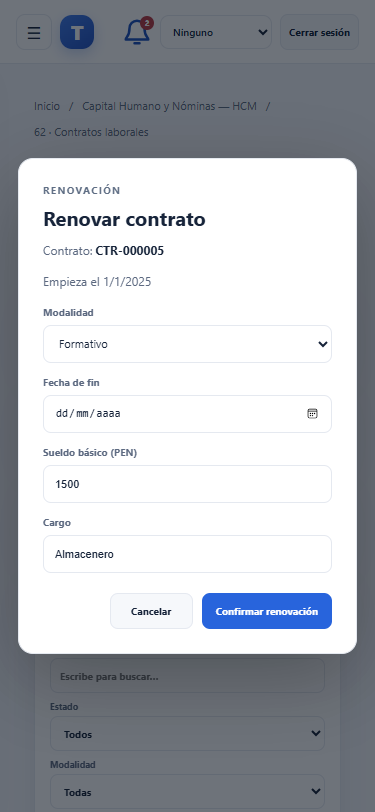 ☰ T 2 Ninguno Cerrar sesión
Inicio / Capital Humano y Nóminas — HCM /
62 · Contratos laborales
RENOVACIÓN
Renovar contrato
Contrato: CTR-000005
Empieza el 1/1/2025
Modalidad
Formativo
Fecha de fin
dd/mm/aaaa
Sueldo básico (PEN)
1500
Cargo
Almacenero
Cancelar Confirmar renovación
Escribe para buscar...
Estado
Todos
Modalidad
Todas